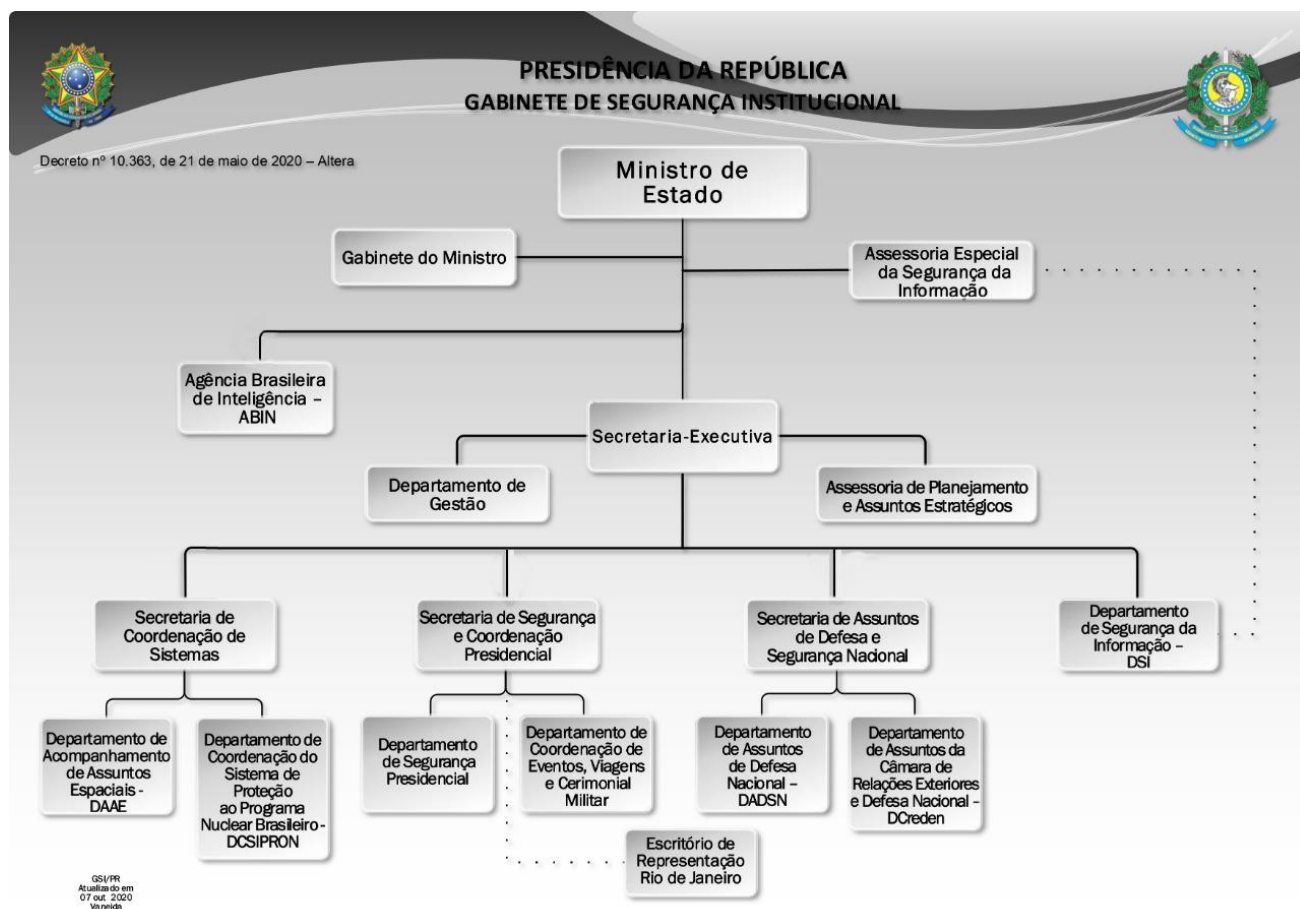 PRESIDÊNCIA DA REPÚBLICA
GABINETE DE SEGURANÇA INSTITUCIONAL
Decreto nº 10.363, de 21 de maio de 2020 – Altera
Ministro de
Estado
Gabinete do Ministro
Assessoria Especial
da Segurança da
Informação
Agência Brasileira
de Inteligência –
ABIN
Secretaria-Executiva
Departamento de
Gestão
Assessoria de Planejamento
e Assuntos Estratégicos
Secretaria de
Coordenação de
Sistemas
Secretaria de Segurança
e Coordenação
Presidencial
Secretaria de Assuntos
de Defesa e
Segurança Nacional
Departamento
de Segurança da
Informação –
DSI
Departamento de
Acompanhamento
de Assuntos
Espaciais -
DAAE
Departamento de
Coordenação do
Sistema de
Proteção
ao Programa
Nuclear Brasileiro-
DCSIPRON
Departamento
de Segurança
Presidencial
Departamento de
Coordenação de
Eventos, Viagens
e Cerimonial
Militar
Departamento
de Assuntos
de Defesa
Nacional –
DADSN
Departamento
de Assuntos da
Câmara de
Relações Exteriores
e Defesa Nacional –
DCreden
Escritório de
Representação
Rio de Janeiro
GSI/PR
Atualizado em
07 out 2020
Vaneida